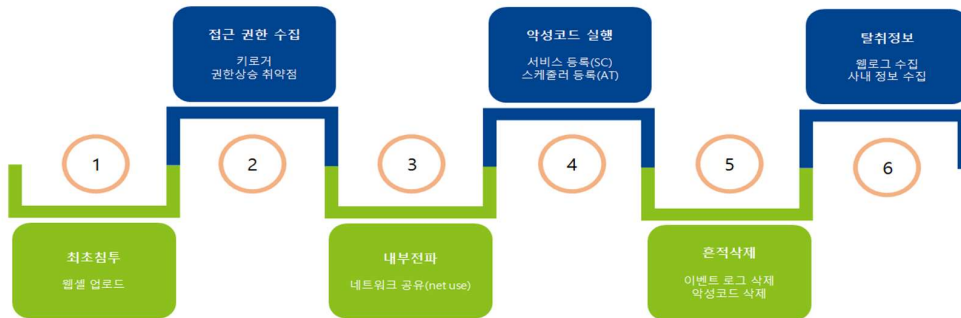 1
최초침투
웹셸 업로드
2
접근 권한 수집
키로거
권한상승 취약점
3
내부전파
네트워크 공유(net use)
4
악성코드 실행
서비스 등록(SC)
스케줄러 등록(AT)
5
흔적삭제
이벤트 로그 삭제
악성코드 삭제
6
탈취정보
웹로그 수집
사내 정보 수집